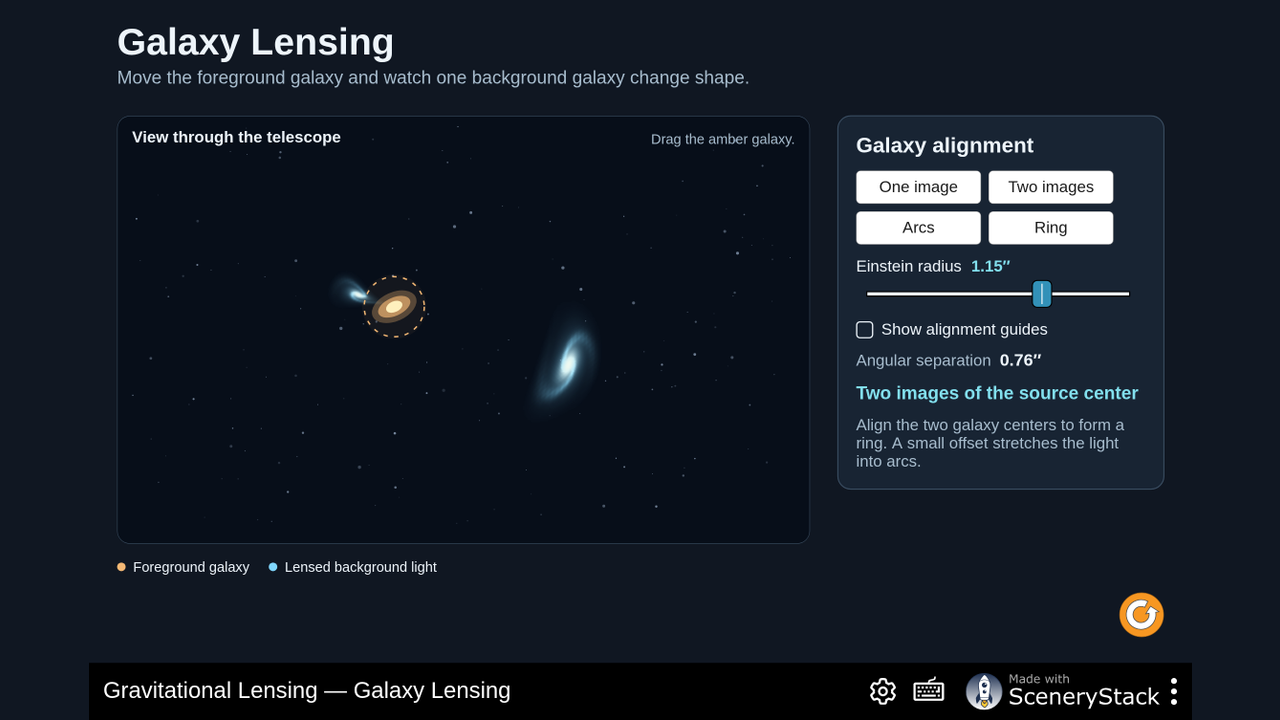 Galaxy Lensing
Move the foreground galaxy and watch one background galaxy change shape.
View through the telescope
Drag the amber galaxy.
Foreground galaxy
Lensed background light
Galaxy alignment
One image
Two images
Arcs
Ring
Einstein radius 1.15″
Show alignment guides
Angular separation 0.76″
Two images of the source center
Align the two galaxy centers to form a
ring. A small offset stretches the light
into arcs.
Gravitational Lensing — Galaxy Lensing
Made with
SceneryStack